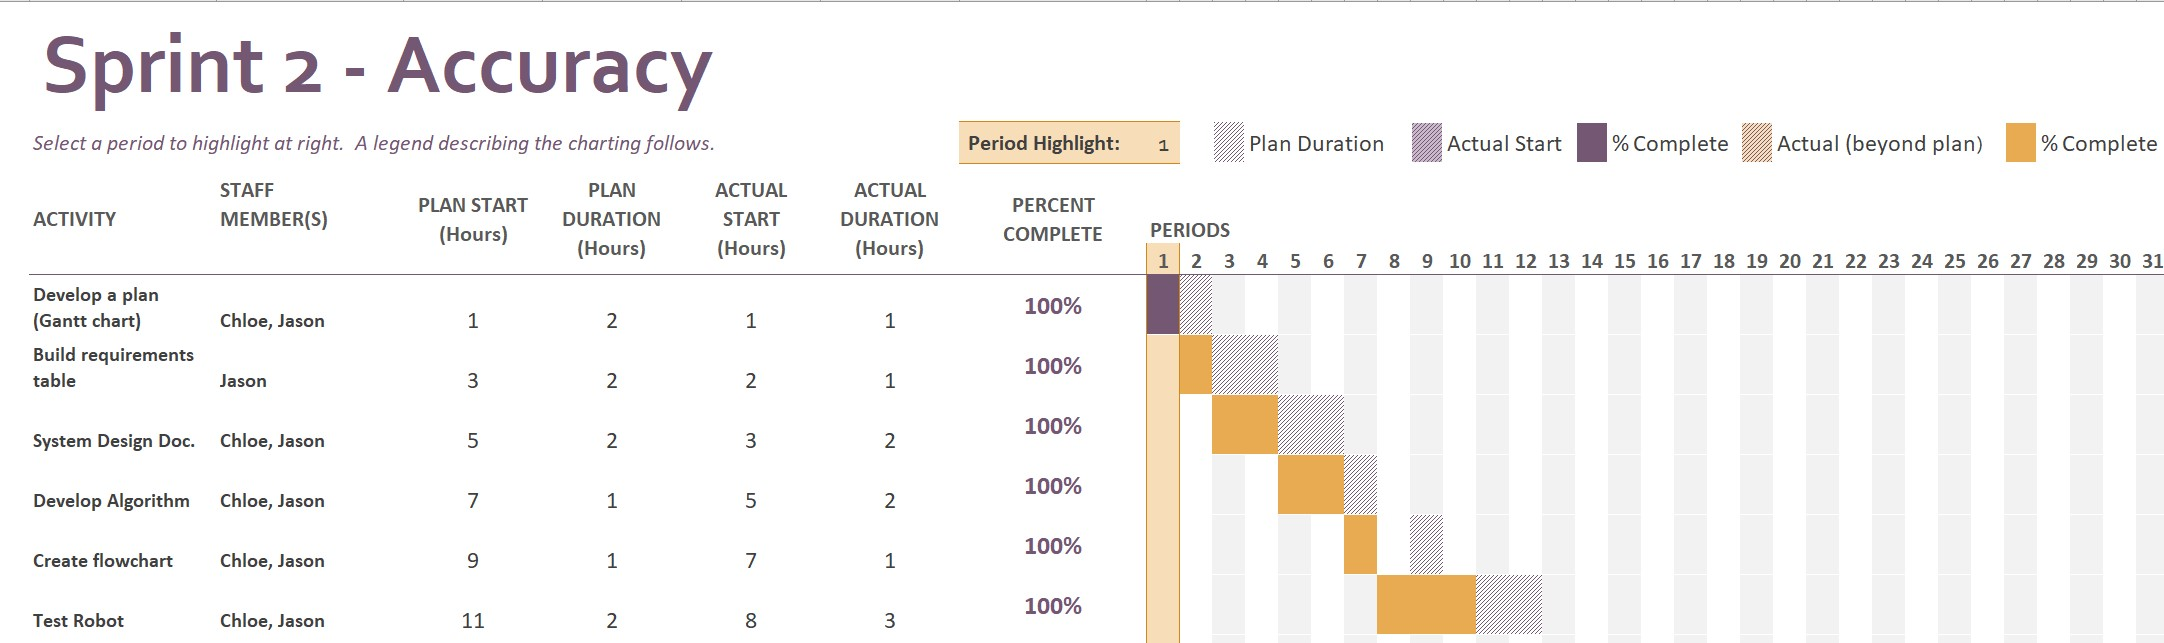 Sprint 2 - Accuracy
Select a period to highlight at right.  A legend describing the charting follows.
Period Highlight: 1
Plan Duration
Actual Start
% Complete
Actual (beyond plan)
% Complete
ACTIVITY
STAFF
MEMBER(S)
PLAN START
(Hours)
PLAN
DURATION
(Hours)
ACTUAL
START
(Hours)
ACTUAL
DURATION
(Hours)
PERCENT
COMPLETE
PERIODS
1 2 3 4 5 6 7 8 9 10 11 12 13 14 15 16 17 18 19 20 21 22 23 24 25 26 27 28 29 30 31
Develop a plan
(Gantt chart) Chloe, Jason 1 2 1 1 100%
Build requirements
table Jason 3 2 2 1 100%
System Design Doc. Chloe, Jason 5 2 3 2 100%
Develop Algorithm Chloe, Jason 7 1 5 2 100%
Create flowchart Chloe, Jason 9 1 7 1 100%
Test Robot Chloe, Jason 11 2 8 3 100%